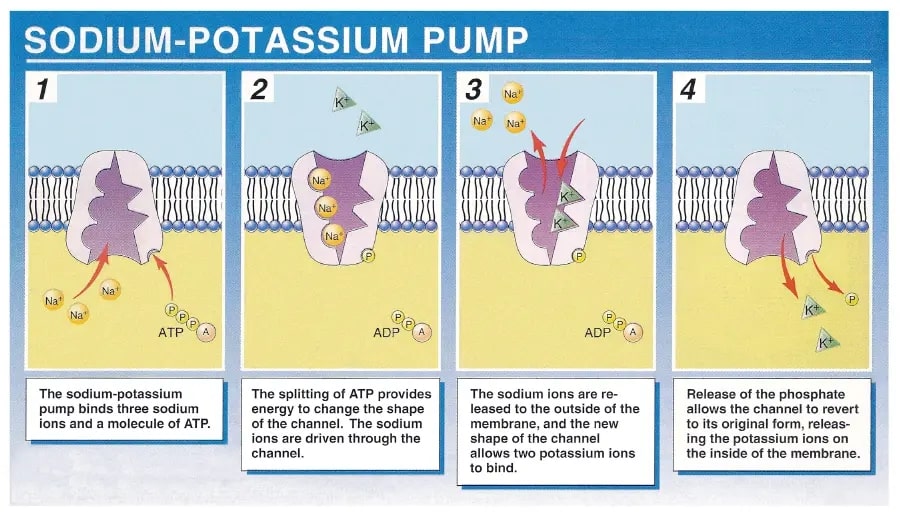 SODIUM-POTASSIUM PUMP
1
Na⁺
Na⁺
Na⁺
P
P
P
A
ATP
The sodium-potassium
pump binds three sodium
ions and a molecule of ATP.
2
K⁺
K⁺
Na⁺
Na⁺
Na⁺
P
P
P
A
ADP
The splitting of ATP provides
energy to change the shape
of the channel. The sodium
ions are driven through the
channel.
3
Na⁺
Na⁺
Na⁺
K⁺
K⁺
P
P
P
A
ADP
The sodium ions are re-
leased to the outside of the
membrane, and the new
shape of the channel
allows two potassium ions
to bind.
4
P
K⁺
K⁺
Release of the phosphate
allows the channel to revert
to its original form, releas-
ing the potassium ions on
the inside of the membrane.